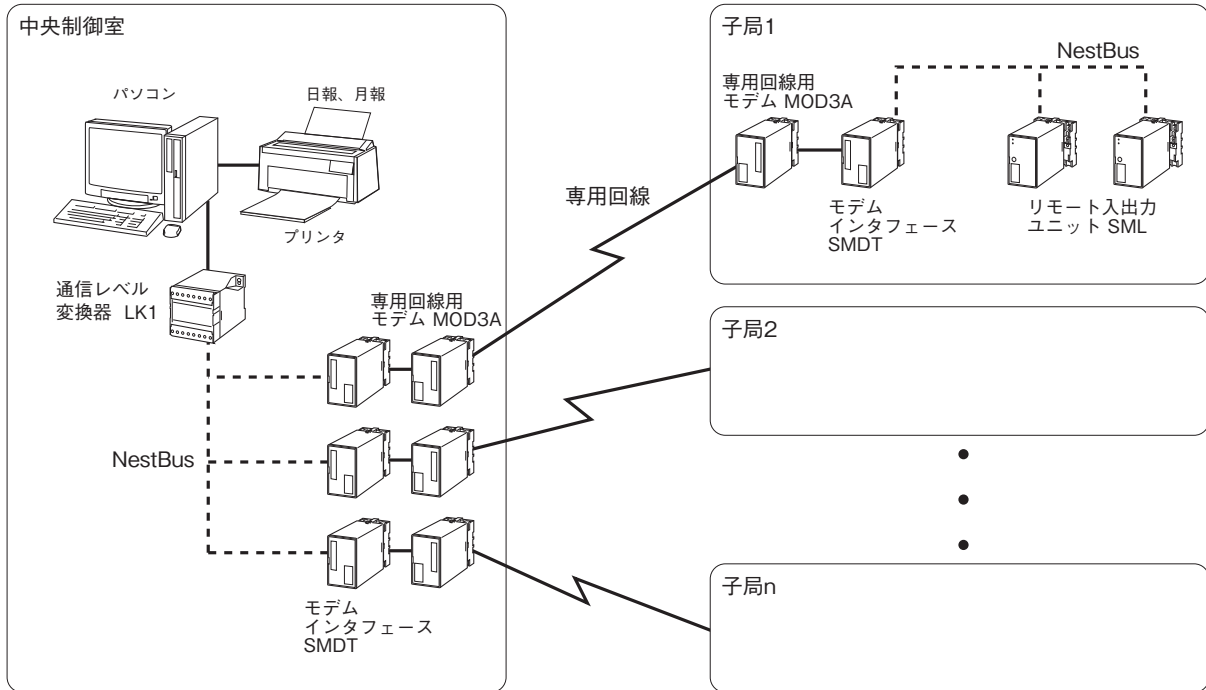 中央制御室
パソコン
日報、月報
プリンタ
通信レベル
変換器 LK1
専用回線用
モデム MOD3A
NestBus
モデム
インタフェース
SMDT
専用回線
子局1
NestBus
専用回線用
モデム MOD3A
モデム
インタフェース
SMDT
リモート入出力
ユニット SML
子局2
子局n